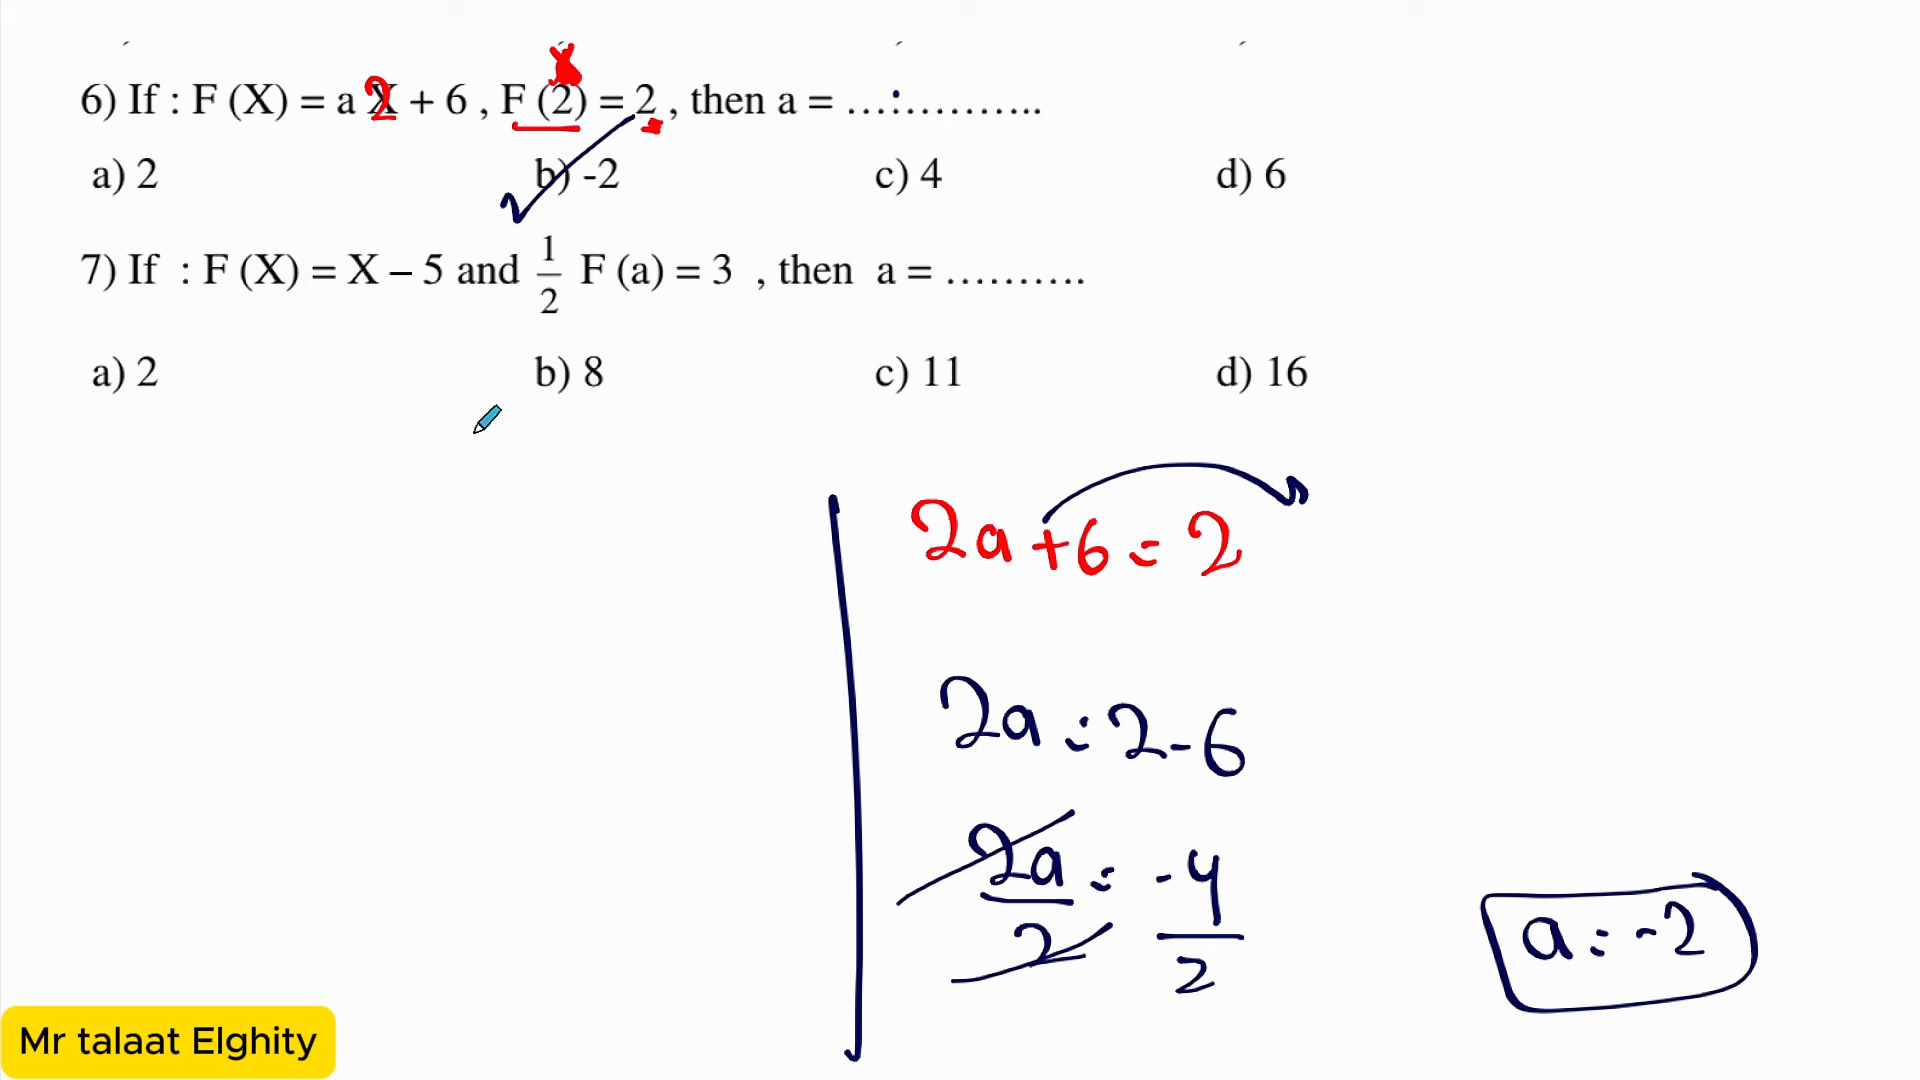 6) If : F (X) = a X + 6 , F (2) = 2 , then a = ...............
a) 2 b) -2 c) 4 d) 6
7) If : F (X) = X – 5 and 1/2 F (a) = 3 , then a = ..........
a) 2 b) 8 c) 11 d) 16
2a+6=2
2a=2-6
2a/2 = -4/2
a=-2
Mr talaat Elghity